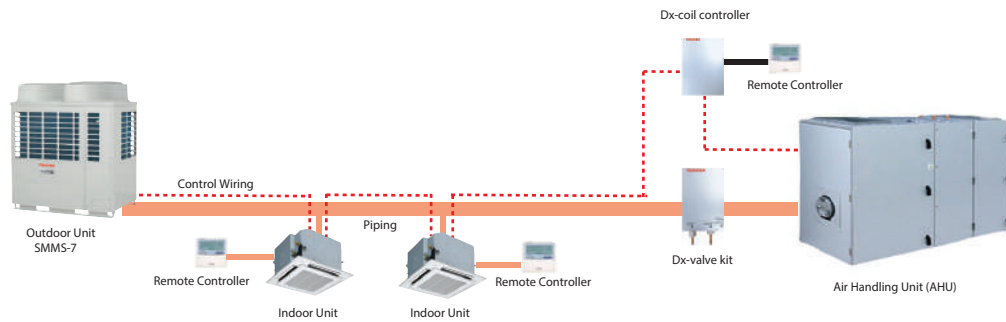 Dx-coil controller
Remote Controller
Control Wiring
Outdoor Unit
SMMS-7
Piping
Remote Controller
Remote Controller
Dx-valve kit
Indoor Unit
Indoor Unit
Air Handling Unit (AHU)